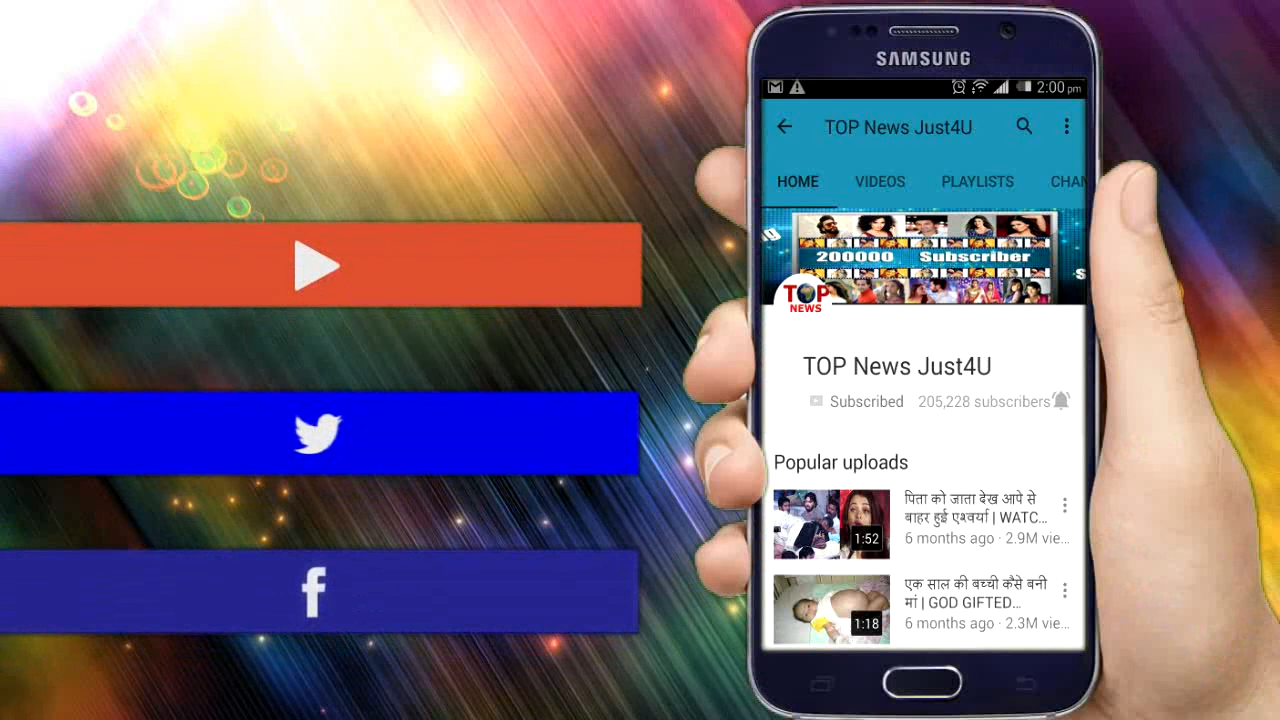 SAMSUNG
2:00 pm
TOP News Just4U
HOME VIDEOS PLAYLISTS CHAN
200000 Subscriber
TOP
NEWS
TOP News Just4U
Subscribed 205,228 subscribers
Popular uploads
पिता को जाता देख आपे से
बाहर हुई एश्वर्या | WATC...
1:52
6 months ago · 2.9M vie...
एक साल की बच्ची कैसे बनी
मां | GOD GIFTED...
1:18
6 months ago · 2.3M vie...